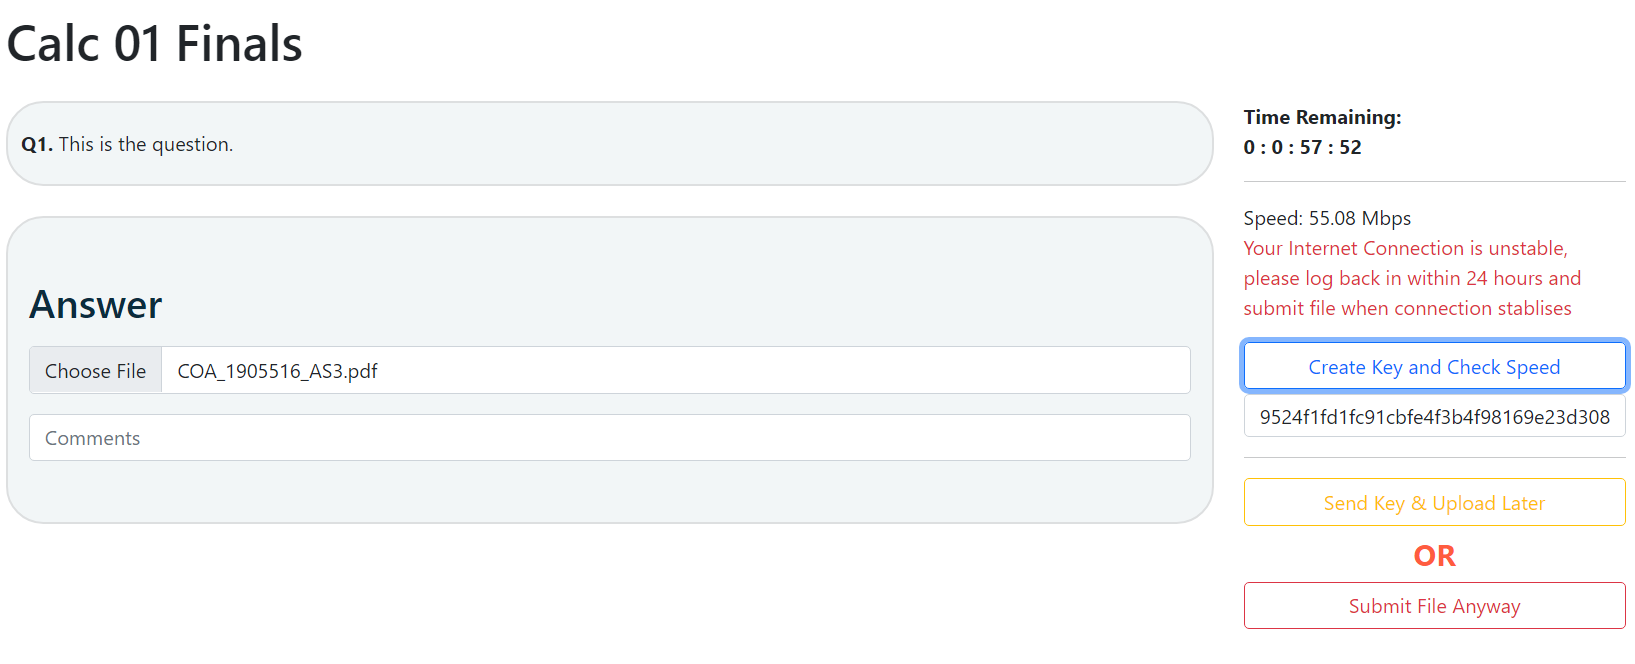 Calc 01 Finals
Q1. This is the question.
Answer
Choose File COA_1905516_AS3.pdf
Comments
Time Remaining:
0 : 0 : 57 : 52
Speed: 55.08 Mbps
Your Internet Connection is unstable,
please log back in within 24 hours and
submit file when connection stablises
Create Key and Check Speed
9524f1fd1fc91cbfe4f3b4f98169e23d308
Send Key & Upload Later
OR
Submit File Anyway